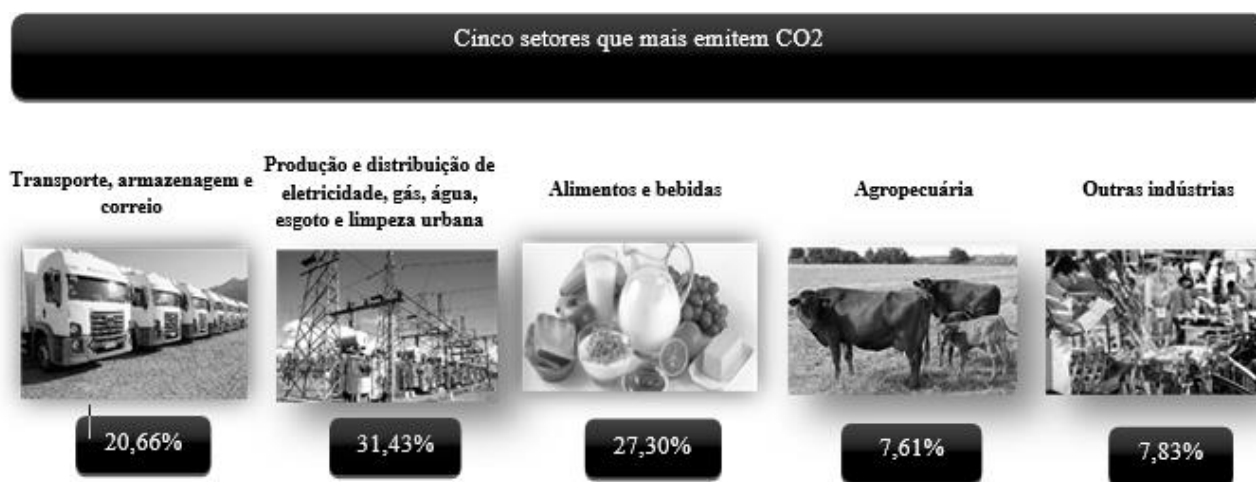 Cinco setores que mais emitem CO2
Transporte, armazenagem e
correio
20,66%
Produção e distribuição de
eletricidade, gás, água,
esgoto e limpeza urbana
31,43%
Alimentos e bebidas
27,30%
Agropecuária
7,61%
Outras indústrias
7,83%